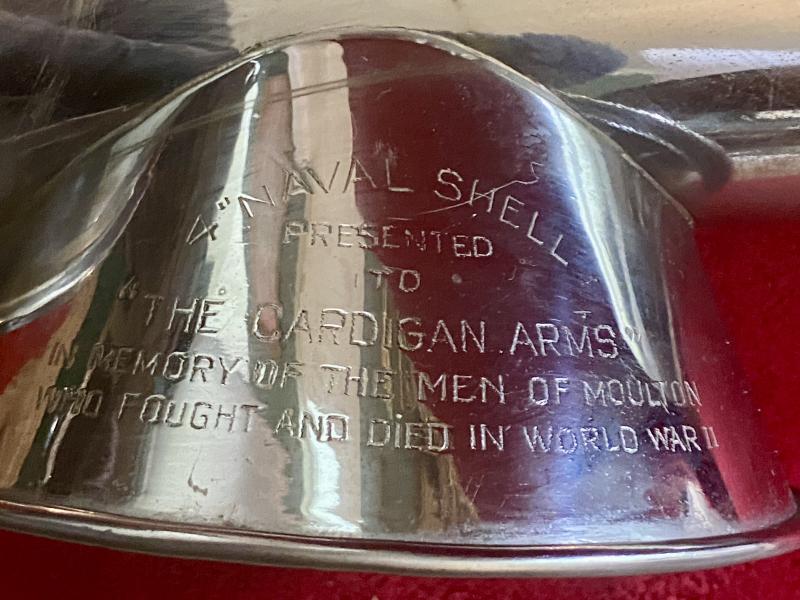 4" NAVAL SHELL
PRESENTED
TO
"THE CARDIGAN ARMS"
IN MEMORY OF THE MEN OF MOULTON
WHO FOUGHT AND DIED IN WORLD WAR II